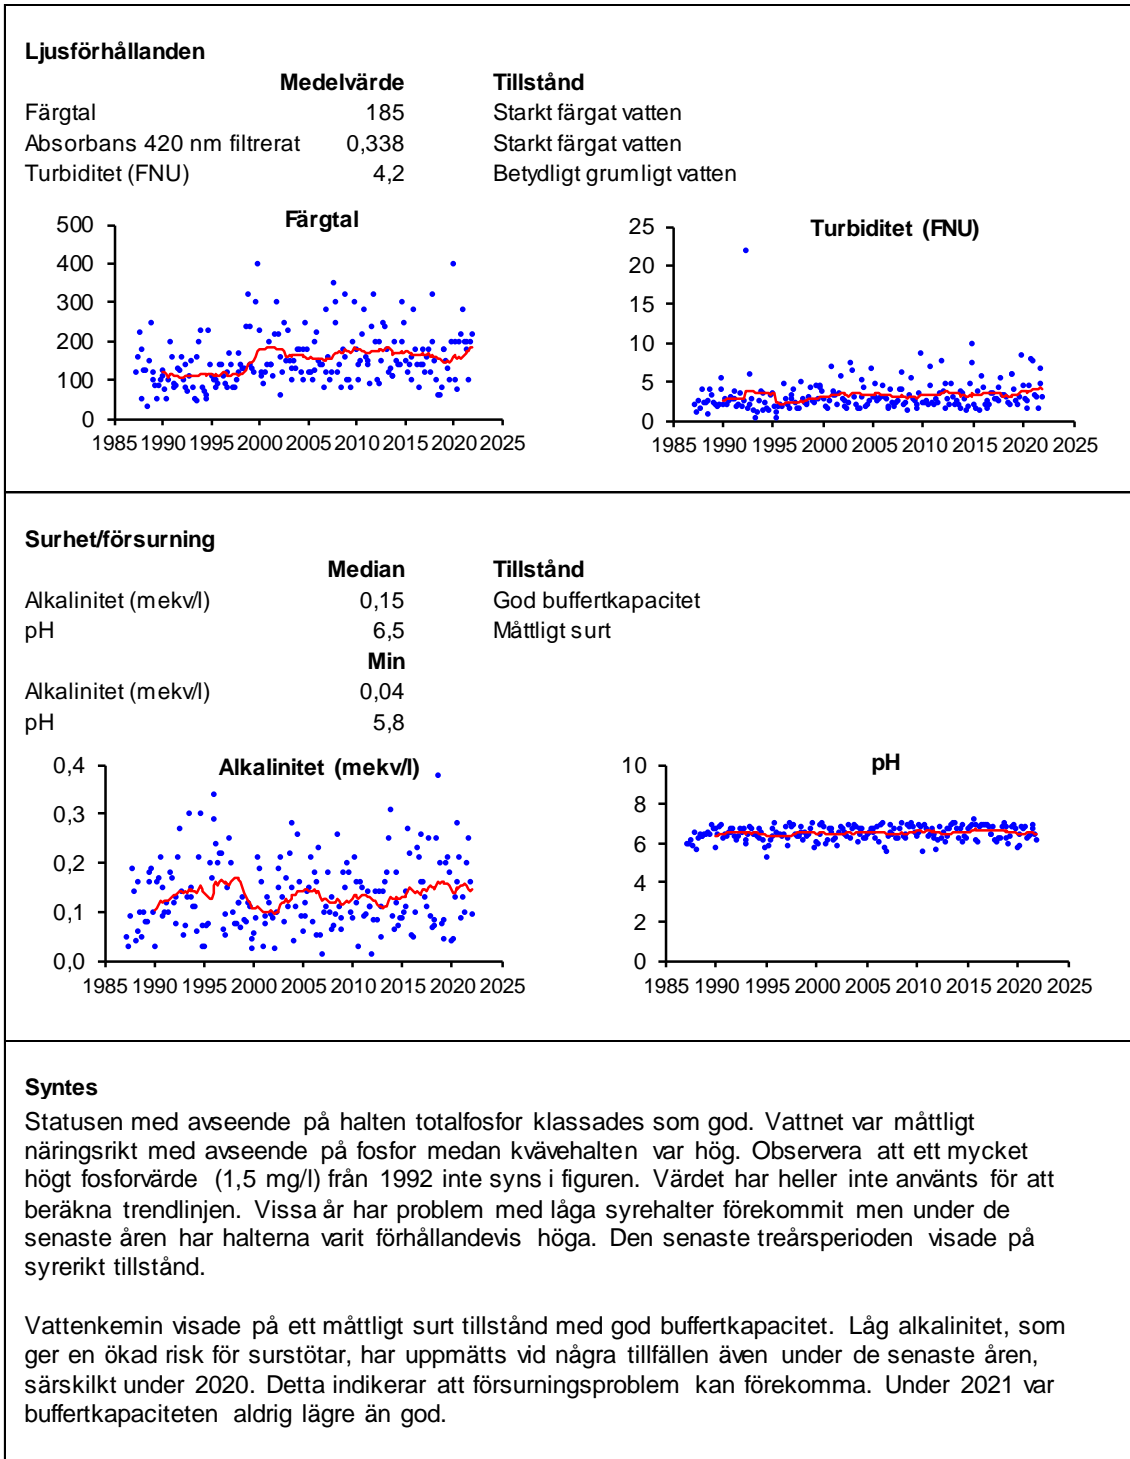 Ljusförhållanden
Medelvärde Tillstånd
Färgtal 185 Starkt färgat vatten
Absorbans 420 nm filtrerat 0,338 Starkt färgat vatten
Turbiditet (FNU) 4,2 Betydligt grumligt vatten
Färgtal
500
400
300
200
100
0
1985 1990 1995 2000 2005 2010 2015 2020 2025
Turbiditet (FNU)
25
20
15
10
5
0
1985 1990 1995 2000 2005 2010 2015 2020 2025
Surhet/försurning
Median Tillstånd
Alkalinitet (mekv/l) 0,15 God buffertkapacitet
pH 6,5 Måttligt surt
Min
Alkalinitet (mekv/l) 0,04
pH 5,8
Alkalinitet (mekv/l)
0,4
0,3
0,2
0,1
0,0
1985 1990 1995 2000 2005 2010 2015 2020 2025
pH
10
8
6
4
2
0
1985 1990 1995 2000 2005 2010 2015 2020 2025
Syntes
Statusen med avseende på halten totalfosfor klassades som god. Vattnet var måttligt
näringsrikt med avseende på fosfor medan kvävehalten var hög. Observera att ett mycket
högt fosforvärde (1,5 mg/l) från 1992 inte syns i figuren. Värdet har heller inte använts för att
beräkna trendlinjen. Vissa år har problem med låga syrehalter förekommit men under de
senaste åren har halterna varit förhållandevis höga. Den senaste treårsperioden visade på
syrerikt tillstånd.
Vattenkemin visade på ett måttligt surt tillstånd med god buffertkapacitet. Låg alkalinitet, som
ger en ökad risk för surstötar, har uppmätts vid några tillfällen även under de senaste åren,
särskilkt under 2020. Detta indikerar att försurningsproblem kan förekomma. Under 2021 var
buffertkapaciteten aldrig lägre än god.